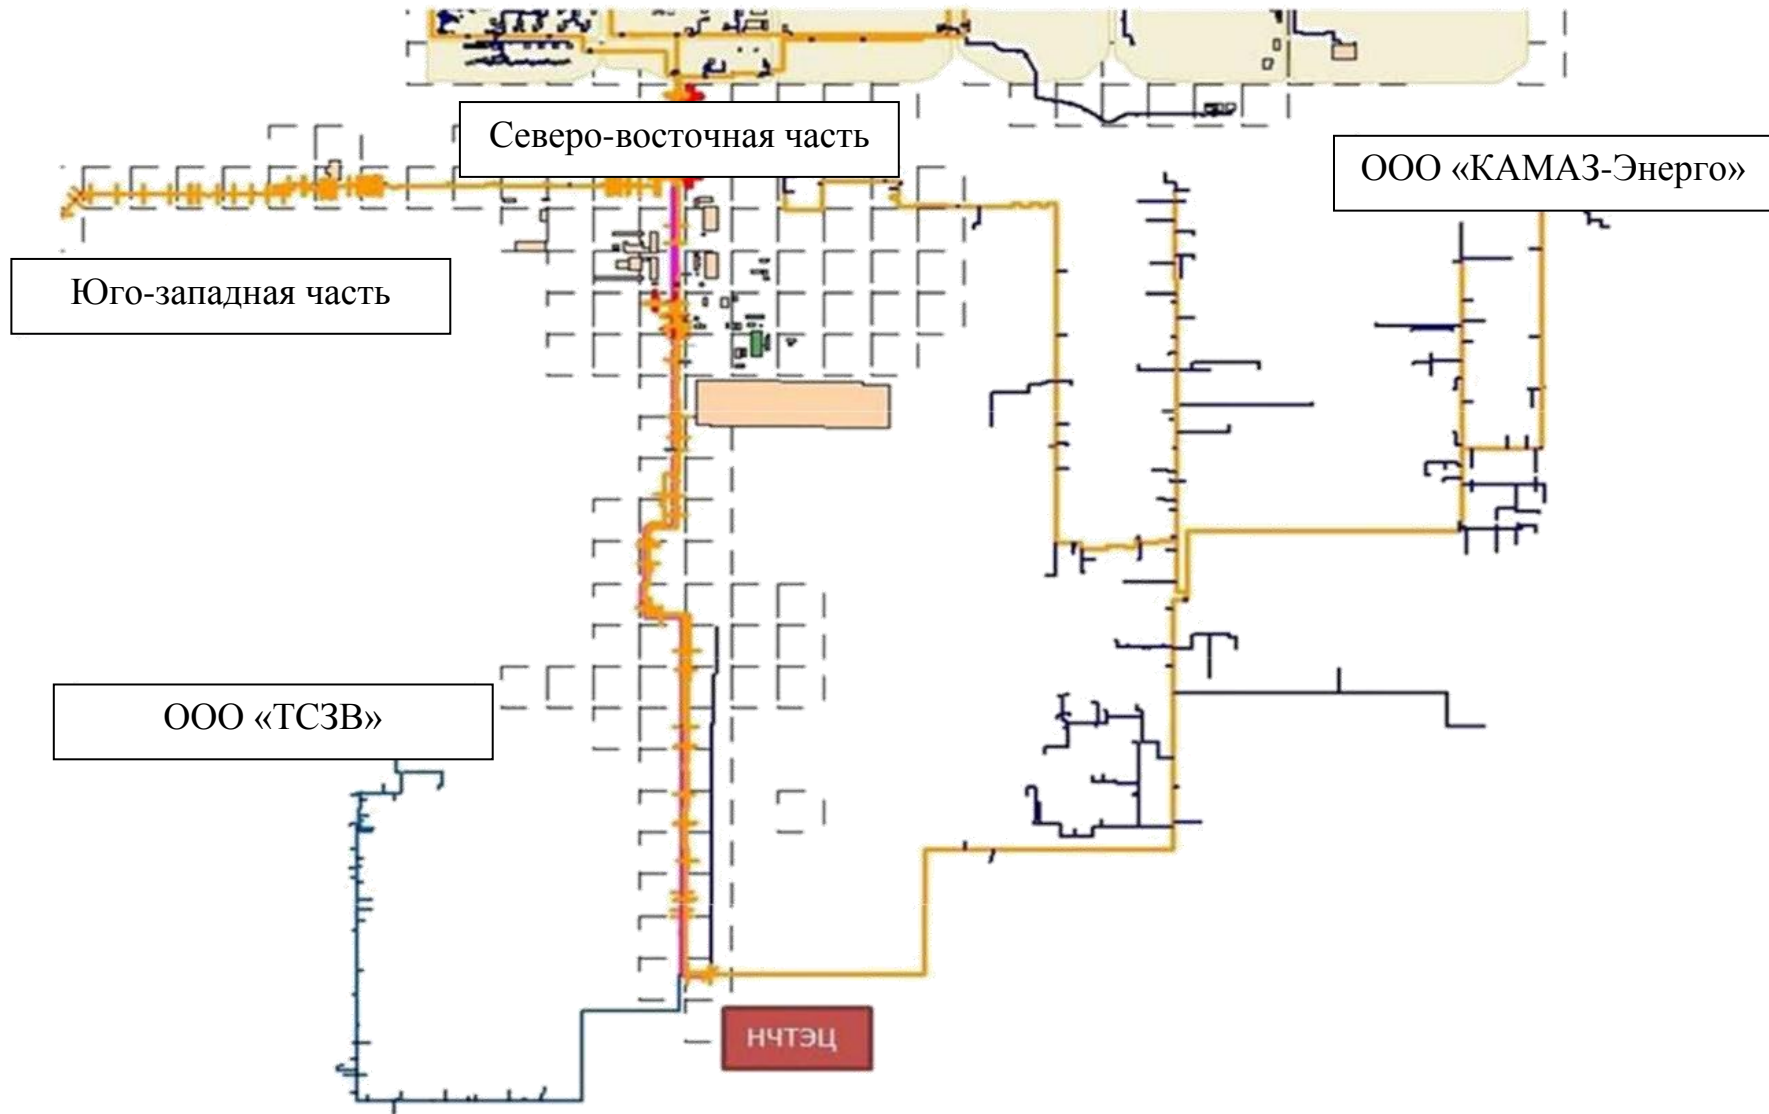 Северо-восточная часть
ООО «КАМАЗ-Энерго»
Юго-западная часть
ООО «ТСЗВ»
НЧТЭЦ